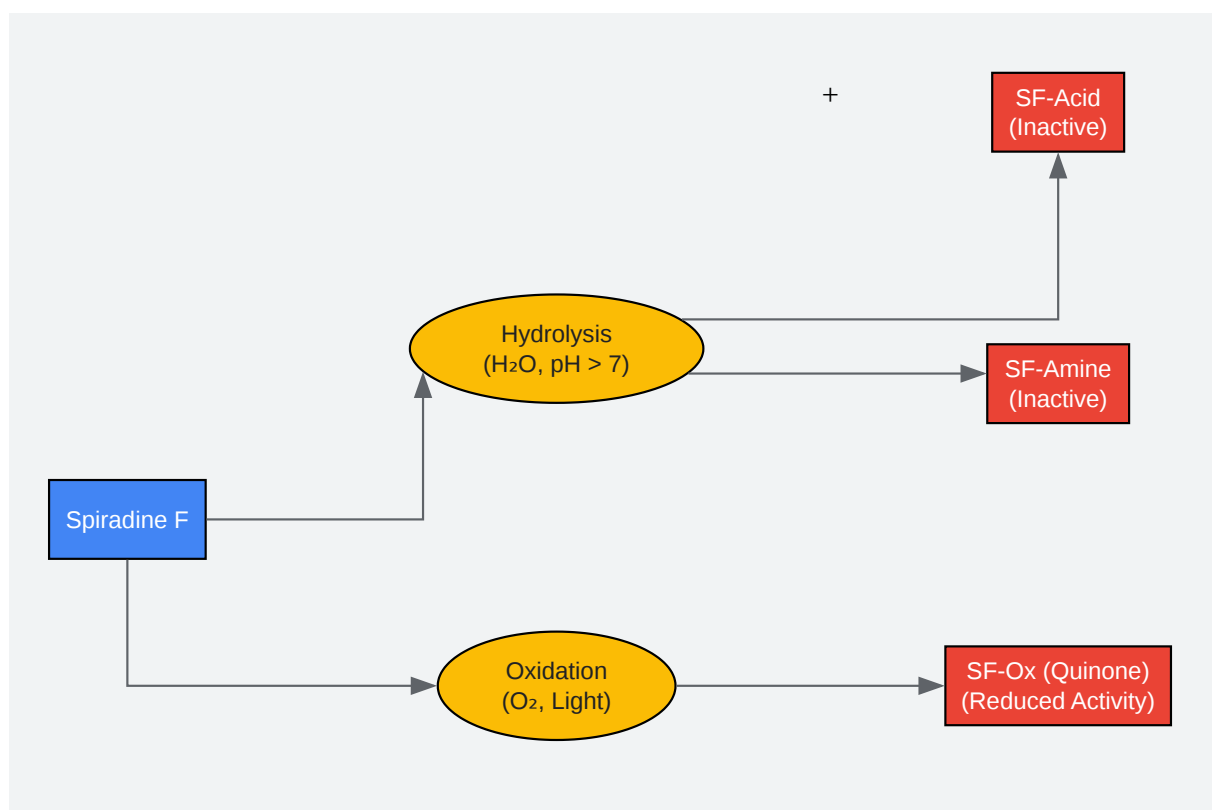 +
SF-Acid
(Inactive)
Hydrolysis
(H₂O, pH > 7)
SF-Amine
(Inactive)
Spiradine F
Oxidation
(O₂, Light)
SF-Ox (Quinone)
(Reduced Activity)